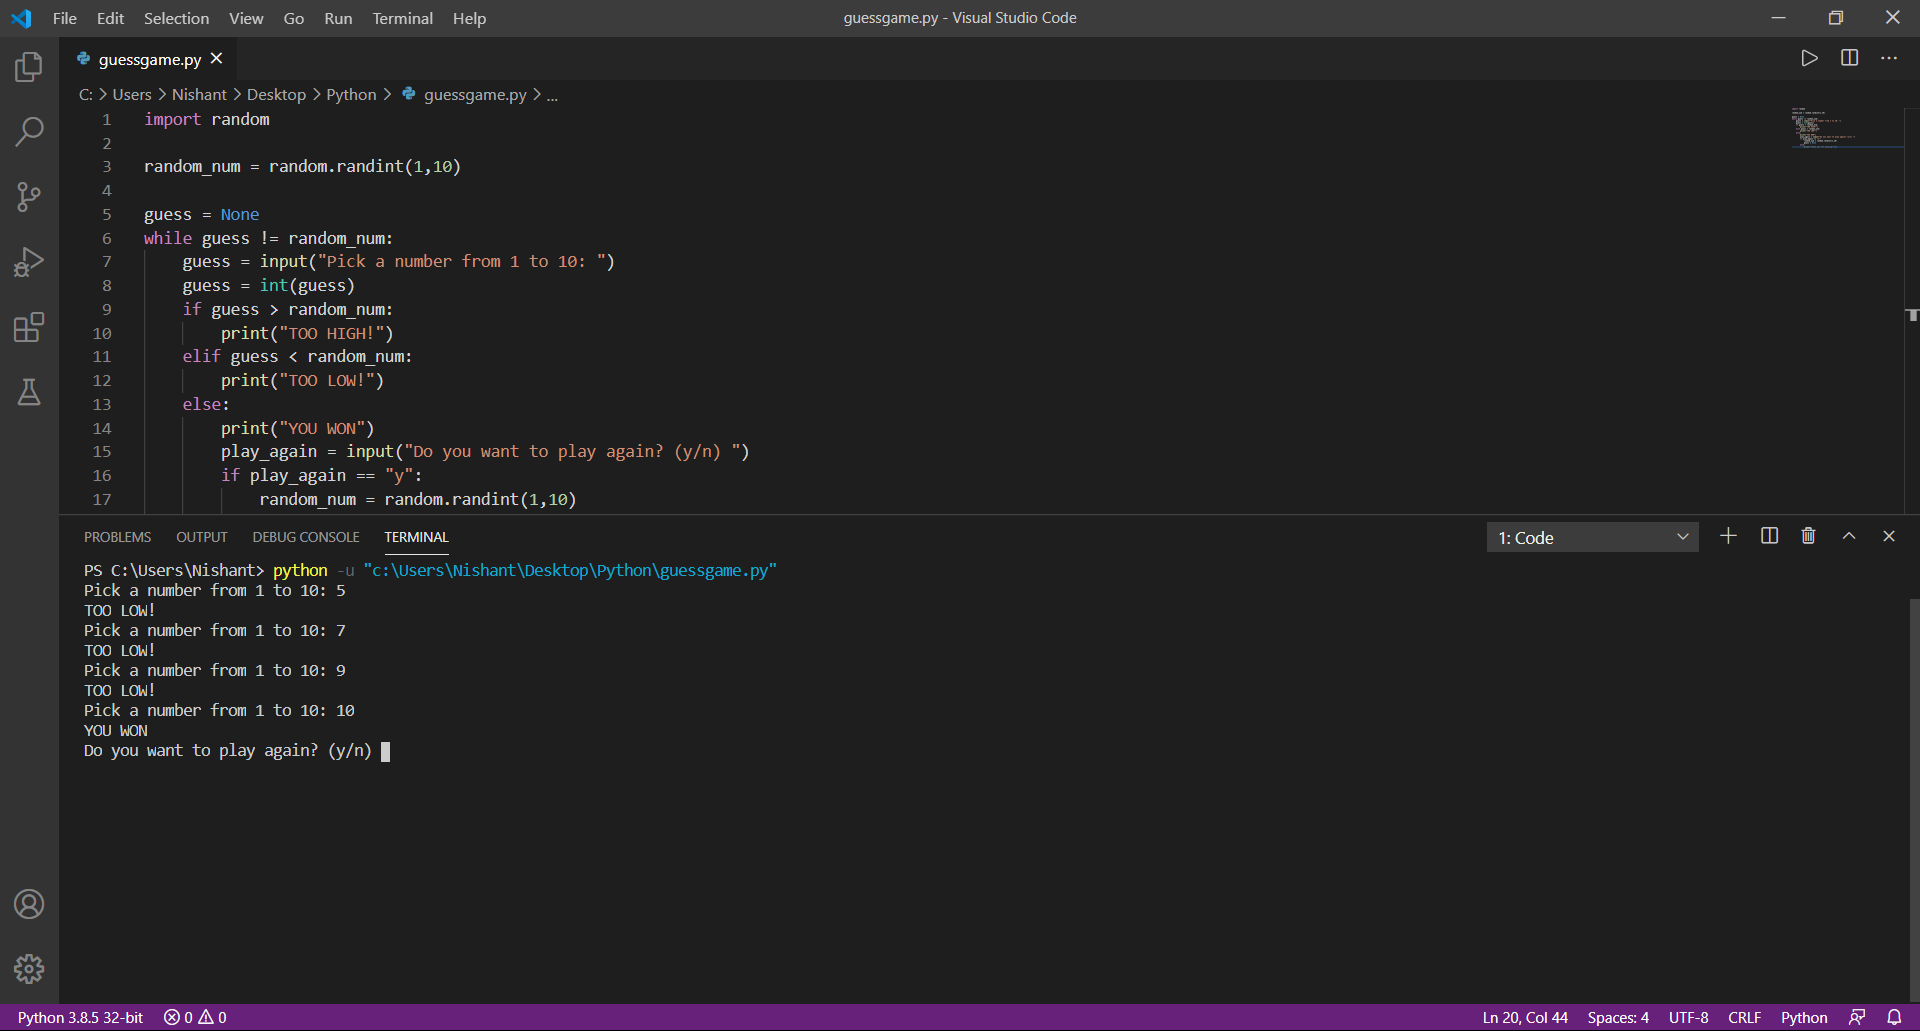 File Edit Selection View Go Run Terminal Help
guessgame.py - Visual Studio Code
guessgame.py
C: > Users > Nishant > Desktop > Python > guessgame.py > ...
1 import random
2
3 random_num = random.randint(1,10)
4
5 guess = None
6 while guess != random_num:
7     guess = input("Pick a number from 1 to 10: ")
8     guess = int(guess)
9     if guess > random_num:
10         print("TOO HIGH!")
11     elif guess < random_num:
12         print("TOO LOW!")
13     else:
14         print("YOU WON")
15         play_again = input("Do you want to play again? (y/n) ")
16         if play_again == "y":
17             random_num = random.randint(1,10)
PROBLEMS OUTPUT DEBUG CONSOLE TERMINAL
1: Code
PS C:\Users\Nishant> python -u "c:\Users\Nishant\Desktop\Python\guessgame.py"
Pick a number from 1 to 10: 5
TOO LOW!
Pick a number from 1 to 10: 7
TOO LOW!
Pick a number from 1 to 10: 9
TOO LOW!
Pick a number from 1 to 10: 10
YOU WON
Do you want to play again? (y/n)
Python 3.8.5 32-bit 0 0 Ln 20, Col 44 Spaces: 4 UTF-8 CRLF Python